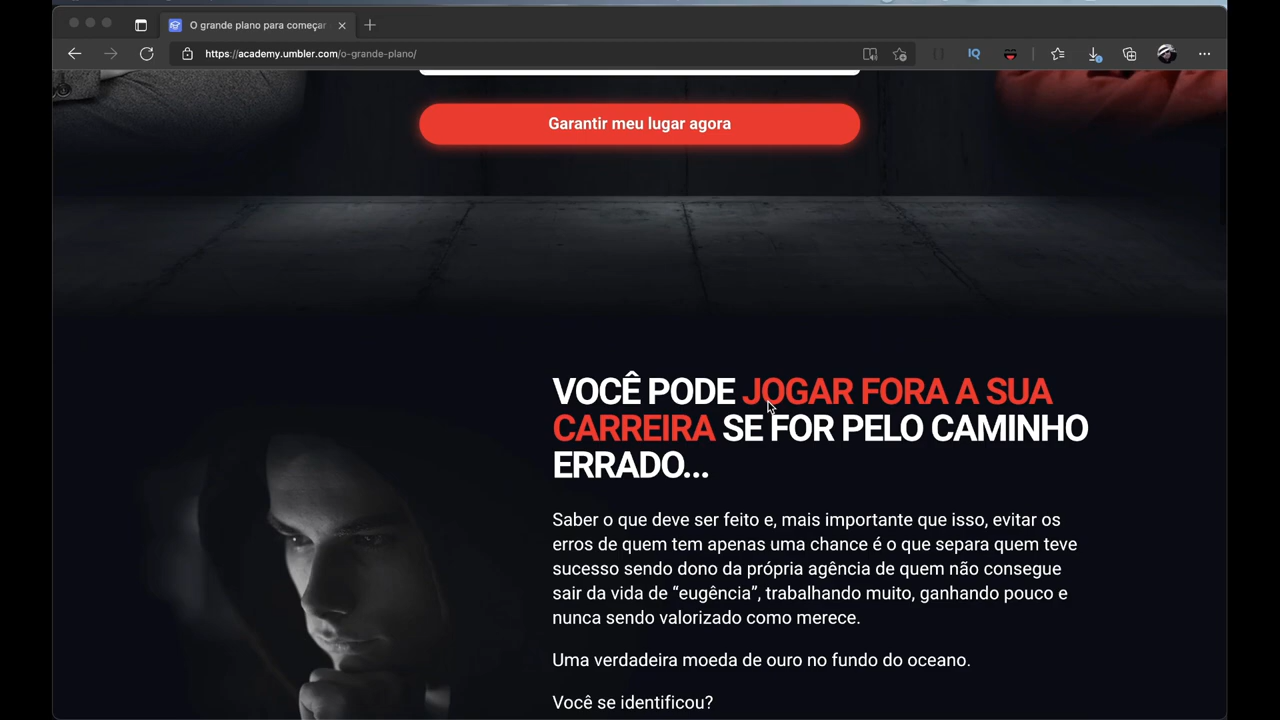 O grande plano para começar
https://academy.umbler.com/o-grande-plano/
IQ
Garantir meu lugar agora
VOCÊ PODE JOGAR FORA A SUA
CARREIRA SE FOR PELO CAMINHO
ERRADO...
Saber o que deve ser feito e, mais importante que isso, evitar os
erros de quem tem apenas uma chance é o que separa quem teve
sucesso sendo dono da própria agência de quem não consegue
sair da vida de “eugência”, trabalhando muito, ganhando pouco e
nunca sendo valorizado como merece.
Uma verdadeira moeda de ouro no fundo do oceano.
Você se identificou?